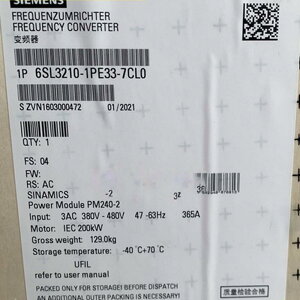 SIEMENS
FREQUENZUMRICHTER
FREQUENCY CONVERTER
变频器
1P 6SL3210-1PE33-7CL0
S ZVN1603000472 01/2021
QTY: 1
FS: 04
FW:
RS: AC
SINAMICS -2
Power Module PM240-2
Input: 3AC 380V - 480V 47 -63Hz 365A
Motor: IEC 200kW
Gross weight: 129.0kg
Storage temperature: -40°C+70°C
UFIL
refer to user manual
PACKED FOR STORAGE! BEFORE DISPATCH
AN ADDITIONAL OUTER PACKING IS
质量检验合格!